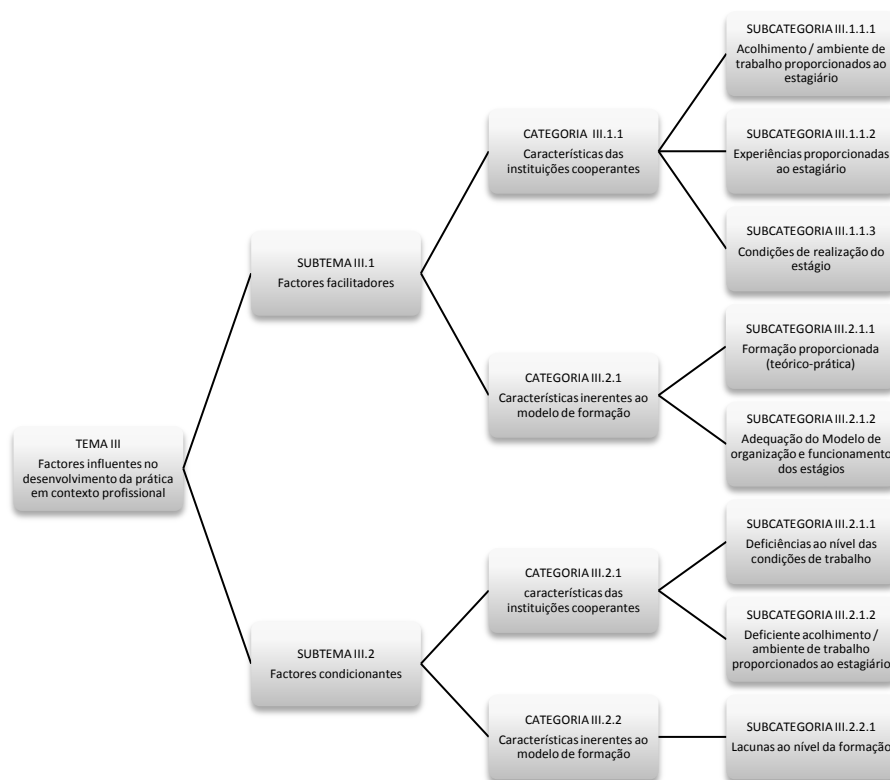 TEMA III
Factores influentes no
desenvolvimento da prática
em contexto profissional
SUBTEMA III.1
Factores facilitadores
CATEGORIA III.1.1
Características das
instituições cooperantes
SUBCATEGORIA III.1.1.1
Acolhimento / ambiente de
trabalho proporcionados ao
estagiário
SUBCATEGORIA III.1.1.2
Experiências proporcionadas
ao estagiário
SUBCATEGORIA III.1.1.3
Condições de realização do
estágio
CATEGORIA III.2.1
Características inerentes ao
modelo de formação
SUBCATEGORIA III.2.1.1
Formação proporcionada
(teórico-prática)
SUBCATEGORIA III.2.1.2
Adequação do Modelo de
organização e funcionamento
dos estágios
SUBTEMA III.2
Factores condicionantes
CATEGORIA III.2.1
características das
instituições cooperantes
SUBCATEGORIA III.2.1.1
Deficiências ao nível das
condições de trabalho
SUBCATEGORIA III.2.1.2
Deficiente acolhimento /
ambiente de trabalho
proporcionados ao estagiário
CATEGORIA III.2.2
Características inerentes ao
modelo de formação
SUBCATEGORIA III.2.2.1
Lacunas ao nível da formação